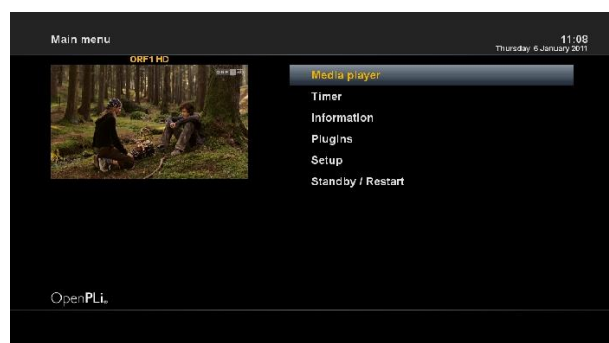 Main menu
11:08
Thursday 6 January 2011
ORF1 HD
Media player
Timer
Information
Plugins
Setup
Standby / Restart
OpenPLi®